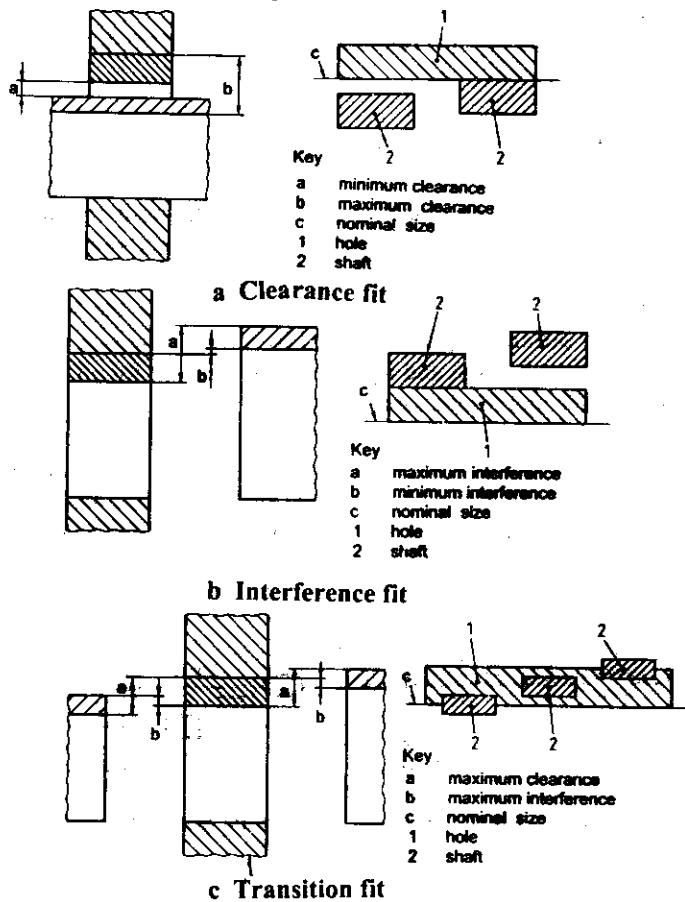 1
c
a
b
2
2
Key
a minimum clearance
b maximum clearance
c nominal size
1 hole
2 shaft
a Clearance fit
a
b
2
2
c
1
Key
a maximum interference
b minimum interference
c nominal size
1 hole
2 shaft
b Interference fit
a
b
a
b
1
2
c
2
2
Key
a maximum clearance
b maximum interference
c nominal size
1 hole
2 shaft
c Transition fit